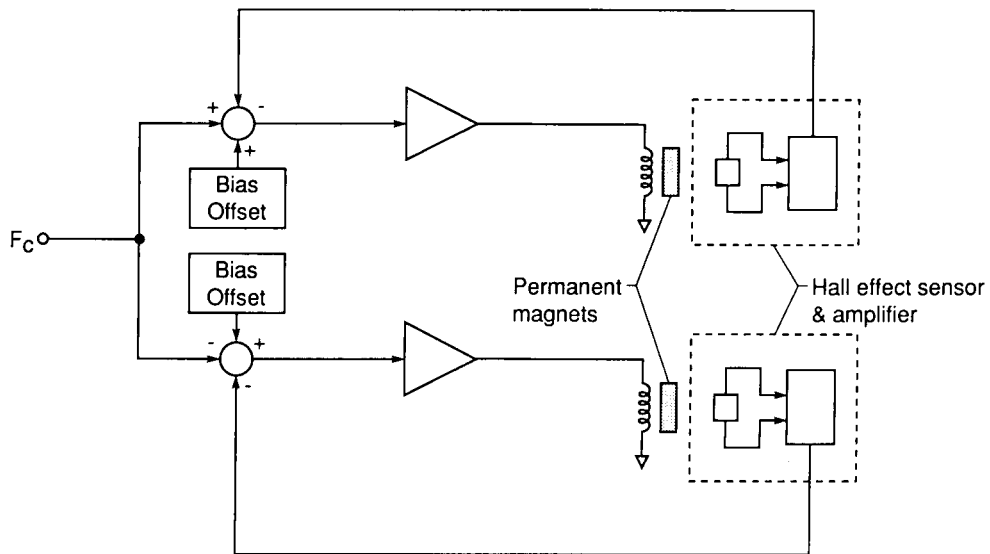 +
-
+
Bias
Offset
Fc
Bias
Offset
Permanent
magnets
Hall effect sensor
& amplifier
-
+
-